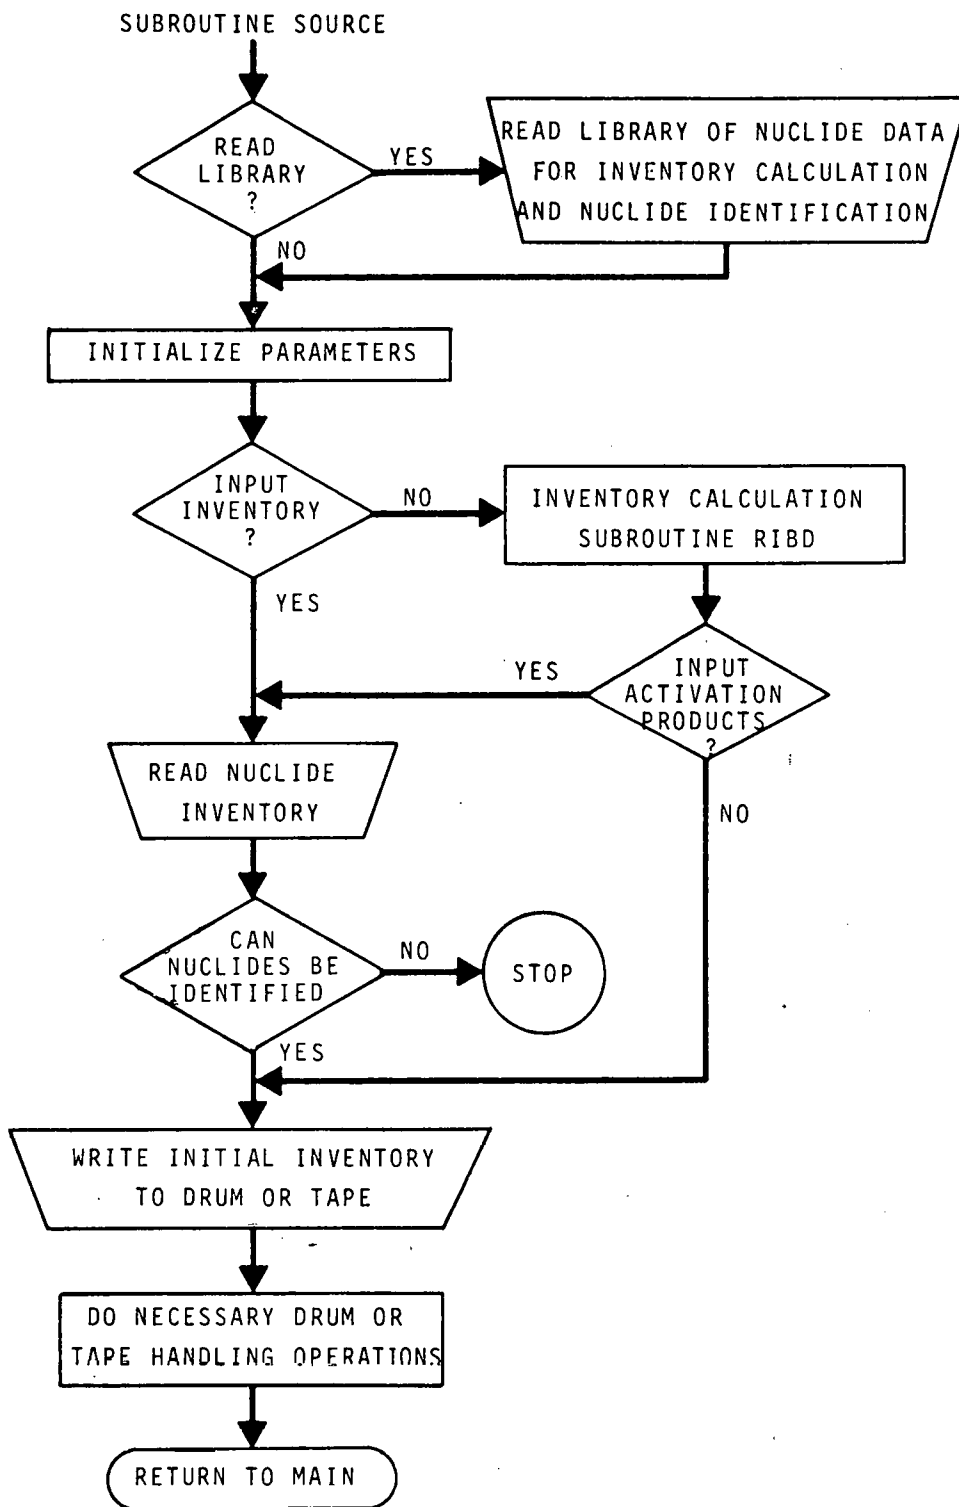 SUBROUTINE SOURCE
READ
LIBRARY
?
YES
READ LIBRARY OF NUCLIDE DATA
FOR INVENTORY CALCULATION
AND NUCLIDE IDENTIFICATION
NO
INITIALIZE PARAMETERS
INPUT
INVENTORY
?
NO
INVENTORY CALCULATION
SUBROUTINE RIBD
YES
INPUT
ACTIVATION
PRODUCTS
?
YES
NO
READ NUCLIDE
INVENTORY
CAN
NUCLIDES BE
IDENTIFIED
NO
STOP
YES
WRITE INITIAL INVENTORY
TO DRUM OR TAPE
DO NECESSARY DRUM OR
TAPE HANDLING OPERATIONS
RETURN TO MAIN